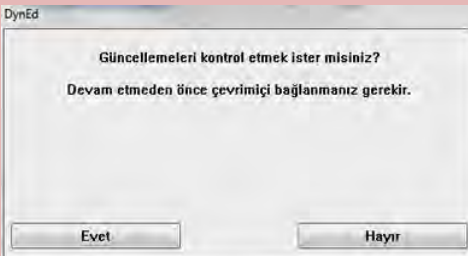 DynEd
Güncellemeleri kontrol etmek ister misiniz?
Devam etmeden önce çevrimiçi bağlanmanız gerekir.
Evet
Hayır